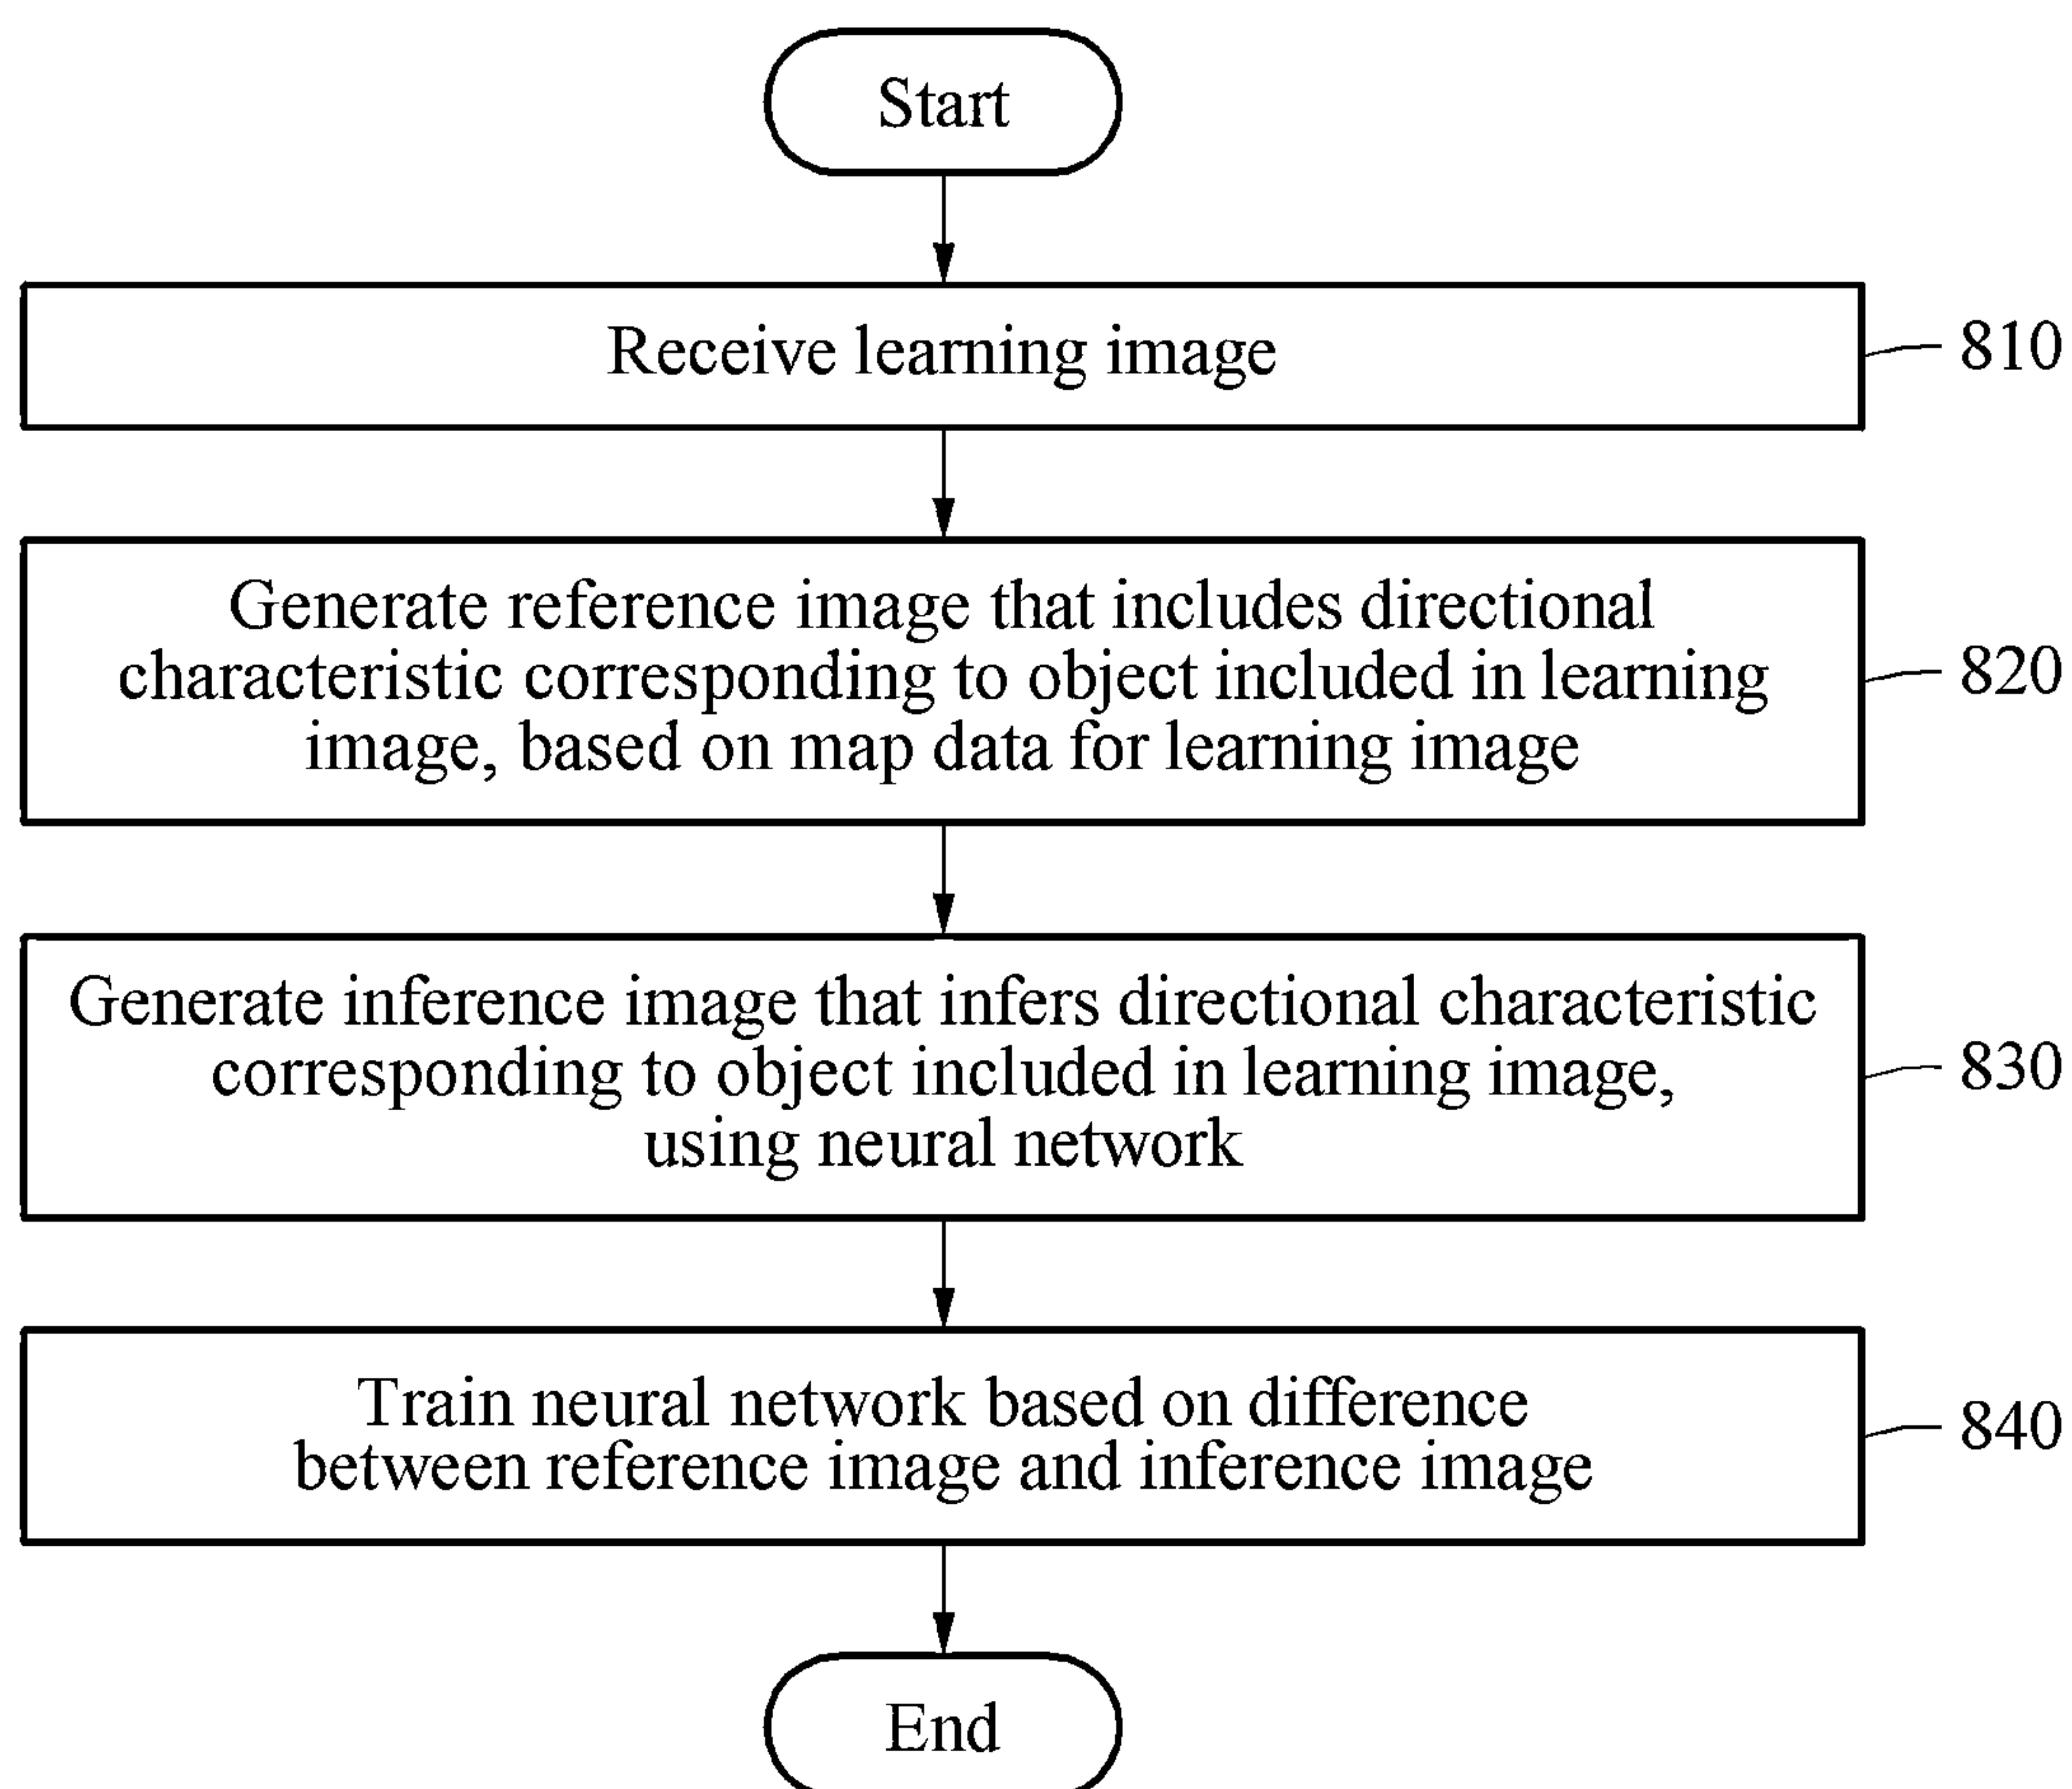 Start
Receive learning image
810
Generate reference image that includes directional
characteristic corresponding to object included in learning
image, based on map data for learning image
820
Generate inference image that infers directional characteristic
corresponding to object included in learning image,
using neural network
830
Train neural network based on difference
between reference image and inference image
840
End